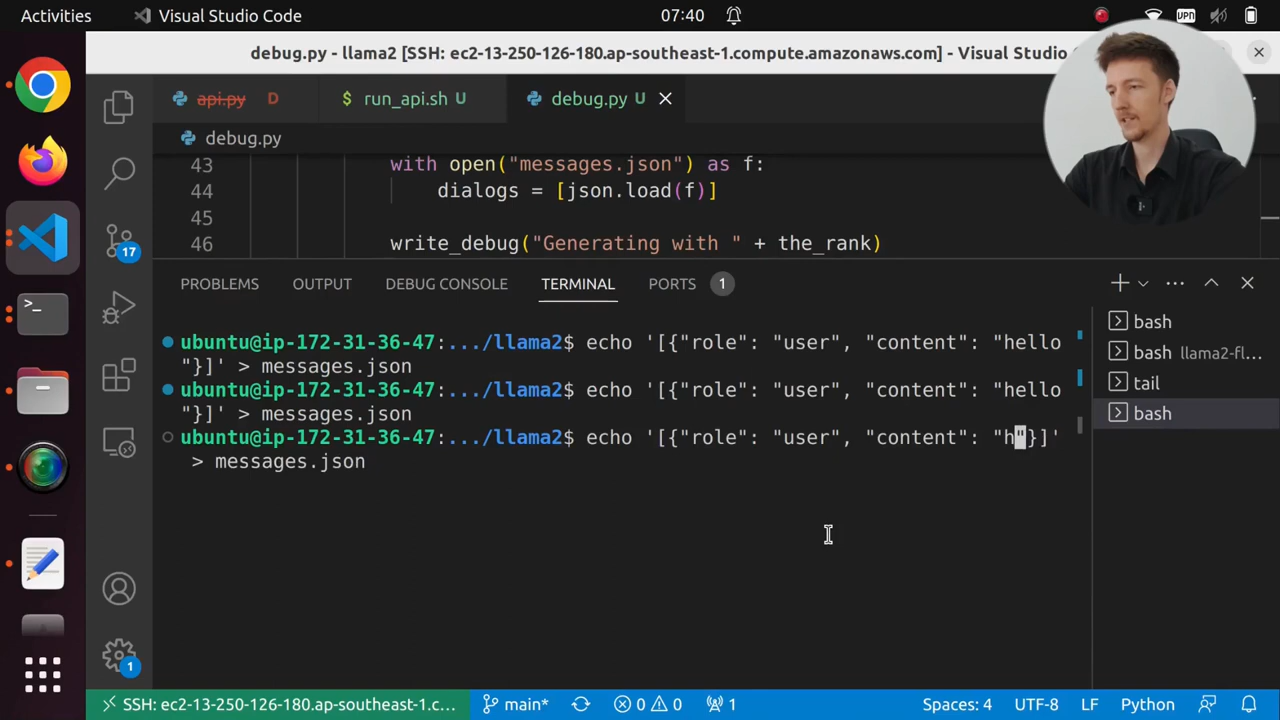 Activities
Visual Studio Code
07:40
VPN
debug.py - llama2 [SSH: ec2-13-250-126-180.ap-southeast-1.compute.amazonaws.com] - Visual Studio
api.py D
$ run_api.sh U
debug.py U
debug.py
43 with open("messages.json") as f:
44 dialogs = [json.load(f)]
45
46 write_debug("Generating with " + the_rank)
17
PROBLEMS OUTPUT DEBUG CONSOLE TERMINAL PORTS 1
ubuntu@ip-172-31-36-47:.../llama2$ echo '[{"role": "user", "content": "hello
"}]' > messages.json
ubuntu@ip-172-31-36-47:.../llama2$ echo '[{"role": "user", "content": "hello
"}]' > messages.json
ubuntu@ip-172-31-36-47:.../llama2$ echo '[{"role": "user", "content": "h"}]'
> messages.json
bash
bash llama2-fl...
tail
bash
1
SSH: ec2-13-250-126-180.ap-southeast-1.c... main* 0 0 1 Spaces: 4 UTF-8 LF Python